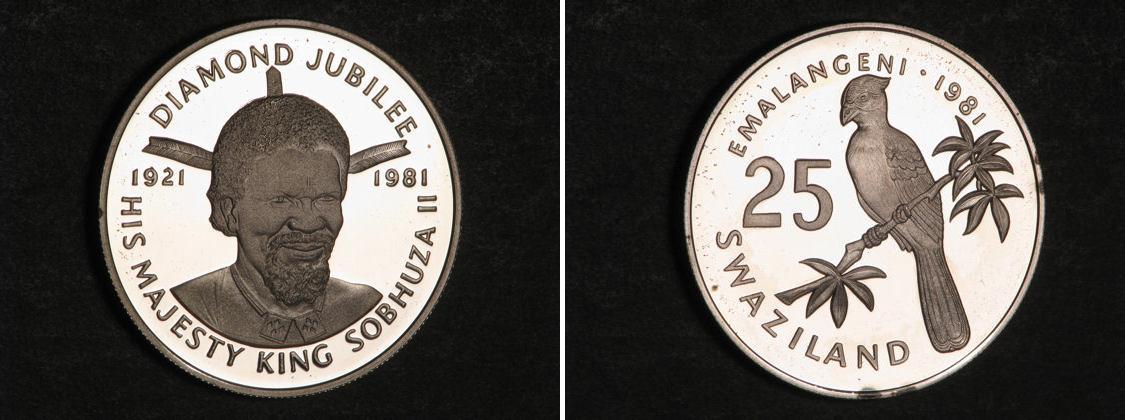 DIAMOND JUBILEE
1921 1981
HIS MAJESTY KING SOBHUZA II
EMALANGENI · 1981
25
SWAZILAND